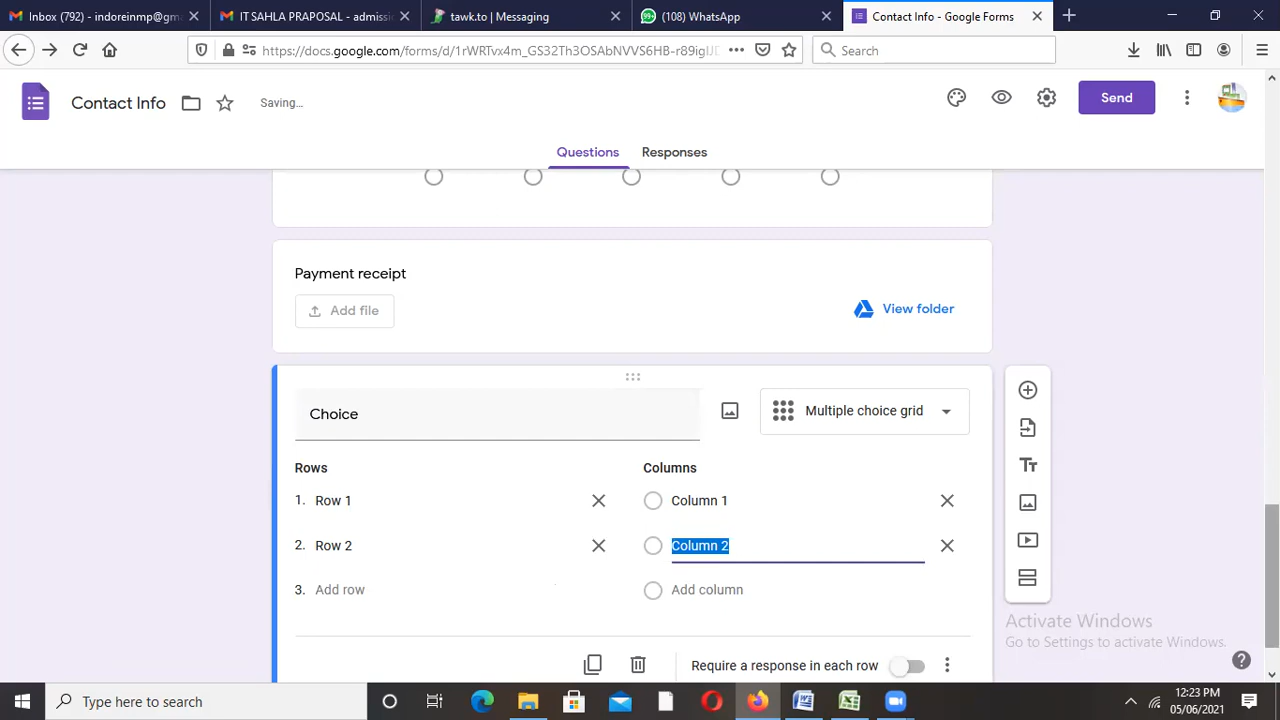 Inbox (792) - indoreinmp@gm
IT SAHLA PRAPOSAL - admissi
tawk.to | Messaging
(108) WhatsApp
Contact Info - Google Forms
https://docs.google.com/forms/d/1rWRTvx4m_GS32Th3OSAbNVVS6HB-r89igIJD
Search
Contact Info
Saving...
Send
Questions
Responses
Payment receipt
Add file
View folder
Choice
Multiple choice grid
Rows
Columns
1. Row 1
Column 1
2. Row 2
Column 2
3. Add row
Add column
Require a response in each row
Activate Windows
Go to Settings to activate Windows.
Type here to search
12:23 PM
05/06/2021